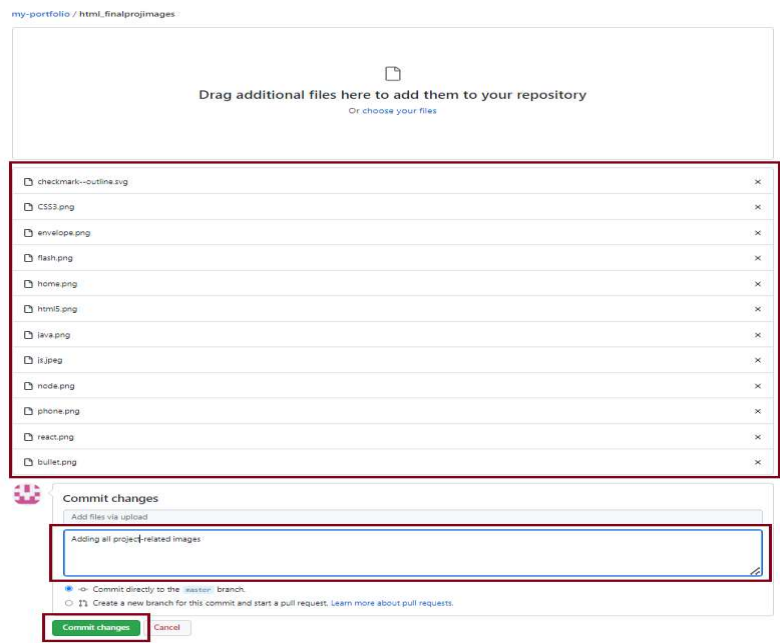 my-portfolio / html_finalprojimages
Drag additional files here to add them to your repository
Or choose your files
checkmark--outline.svg
CSS3.png
envelope.png
flash.png
home.png
html5.png
java.png
js.jpeg
node.png
phone.png
react.png
bullet.png
Commit changes
Add files via upload
Adding all project-related images
Commit directly to the master branch.
Create a new branch for this commit and start a pull request. Learn more about pull requests.
Commit changes Cancel